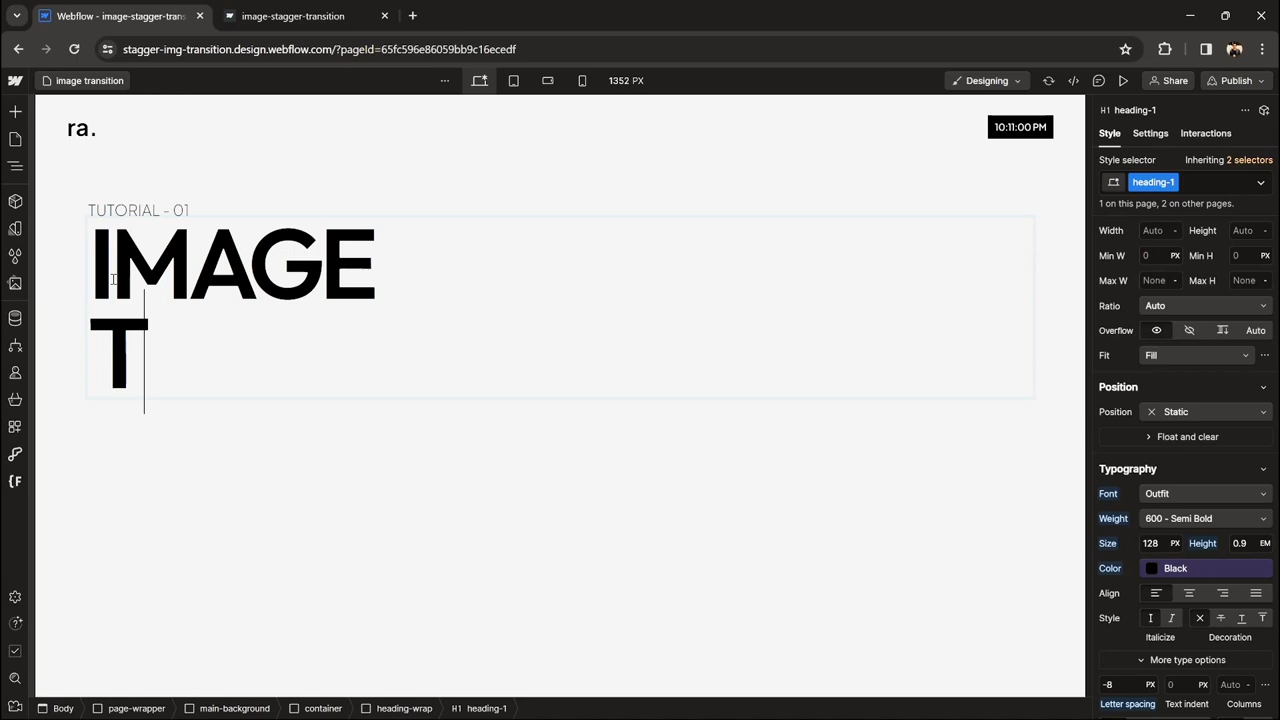 Webflow - image-stagger-trans
image-stagger-transition
stagger-img-transition.design.webflow.com/?pageId=65fc596e86059bb9c16ecedf
image transition
1352 PX
Designing
Share
Publish
ra.
10:11:00 PM
TUTORIAL - 01
IMAGE
T
H1 heading-1
Style Settings Interactions
Style selector Inheriting 2 selectors
heading-1
1 on this page, 2 on other pages.
Width Auto - Height Auto -
Min W 0 PX Min H 0 PX
Max W None - Max H None -
Ratio Auto
Overflow Auto
Fit Fill
Position
Position Static
Float and clear
Typography
Font Outfit
Weight 600 - Semi Bold
Size 128 PX Height 0.9 EM
Color Black
Align
Style
Italicize Decoration
More type options
-8 PX 0 PX Auto -
Letter spacing Text indent Columns
Body page-wrapper main-background container heading-wrap H1 heading-1